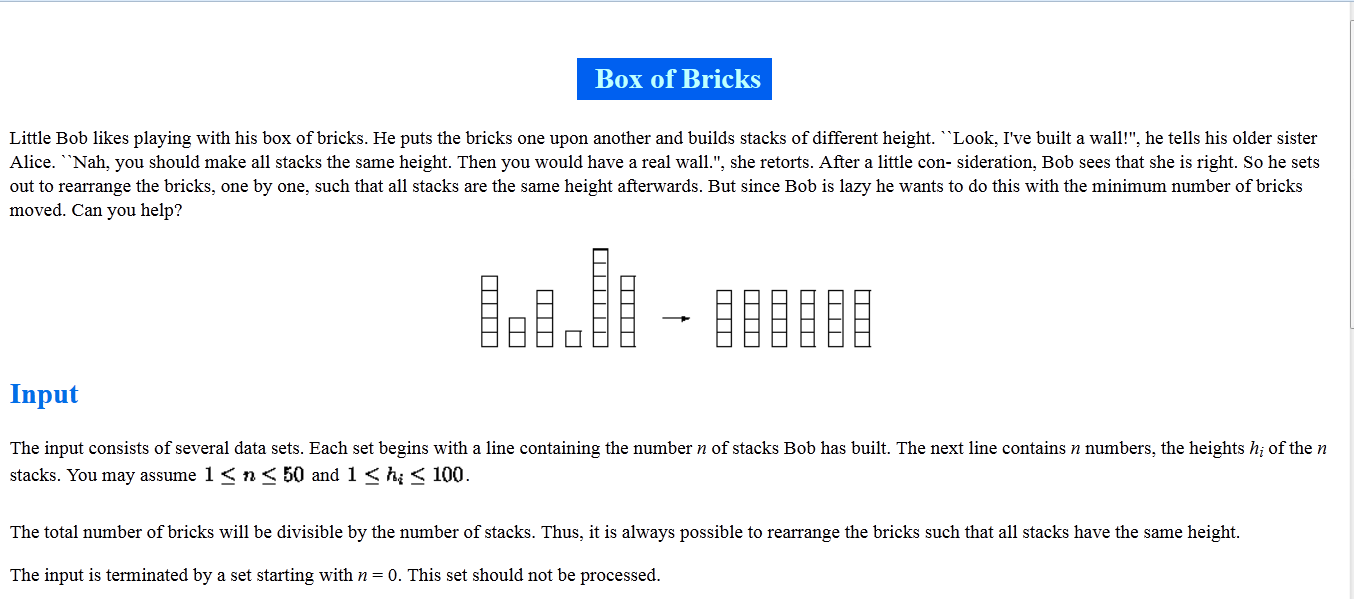 Box of Bricks
Little Bob likes playing with his box of bricks. He puts the bricks one upon another and builds stacks of different height. ``Look, I've built a wall!", he tells his older sister
Alice. ``Nah, you should make all stacks the same height. Then you would have a real wall.", she retorts. After a little con- sideration, Bob sees that she is right. So he sets
out to rearrange the bricks, one by one, such that all stacks are the same height afterwards. But since Bob is lazy he wants to do this with the minimum number of bricks
moved. Can you help?
Input
The input consists of several data sets. Each set begins with a line containing the number n of stacks Bob has built. The next line contains n numbers, the heights hi of the n
stacks. You may assume 1 ≤ n ≤ 50 and 1 ≤ hi ≤ 100.
The total number of bricks will be divisible by the number of stacks. Thus, it is always possible to rearrange the bricks such that all stacks have the same height.
The input is terminated by a set starting with n = 0. This set should not be processed.